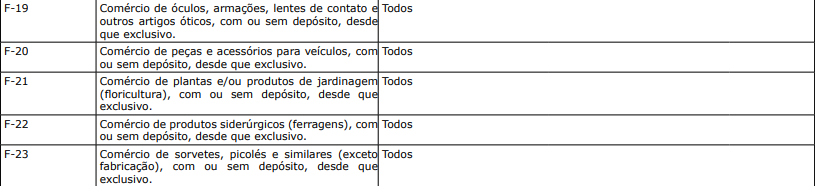 F-19 Comércio de óculos, armações, lentes de contato e Todos
outros artigos óticos, com ou sem depósito, desde
que exclusivo.
F-20 Comércio de peças e acessórios para veículos, com Todos
ou sem depósito, desde que exclusivo.
F-21 Comércio de plantas e/ou produtos de jardinagem Todos
(floricultura), com ou sem depósito, desde que
exclusivo.
F-22 Comércio de produtos siderúrgicos (ferragens), com Todos
ou sem depósito, desde que exclusivo.
F-23 Comércio de sorvetes, picolés e similares (exceto Todos
fabricação), com ou sem depósito, desde que
exclusivo.